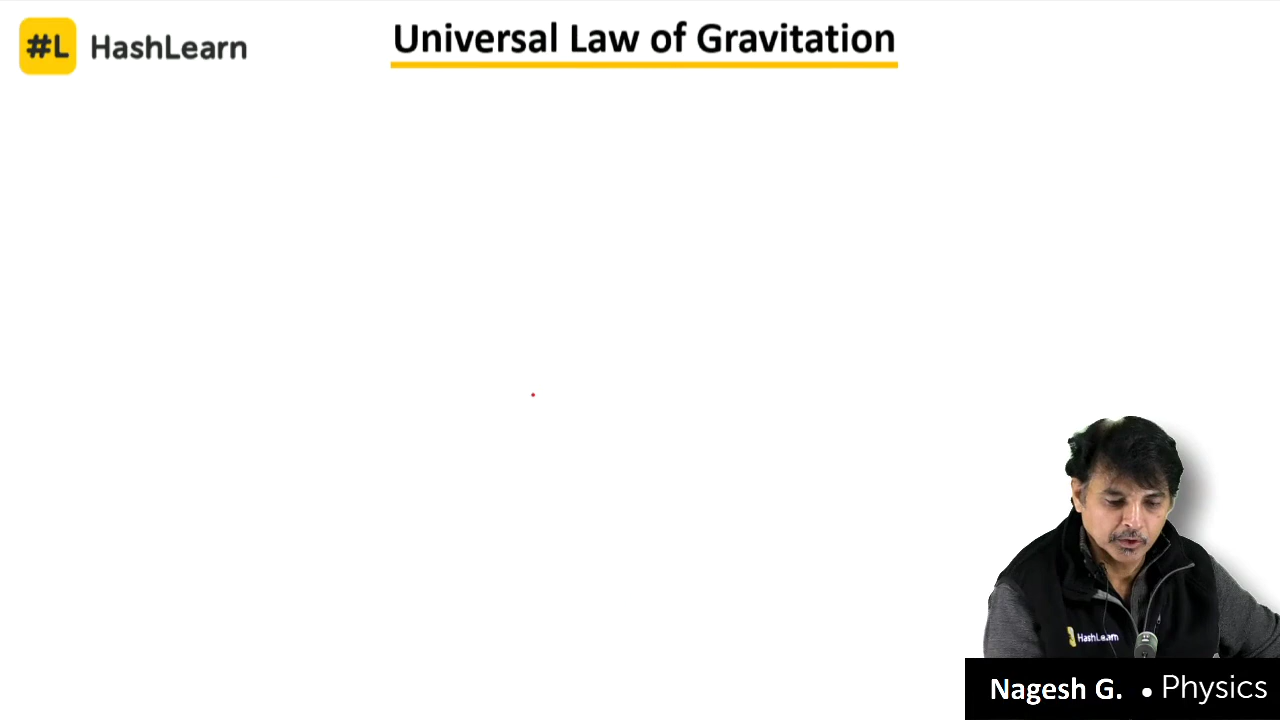 #L HashLearn
Universal Law of Gravitation
HashLearn
Nagesh G. • Physics